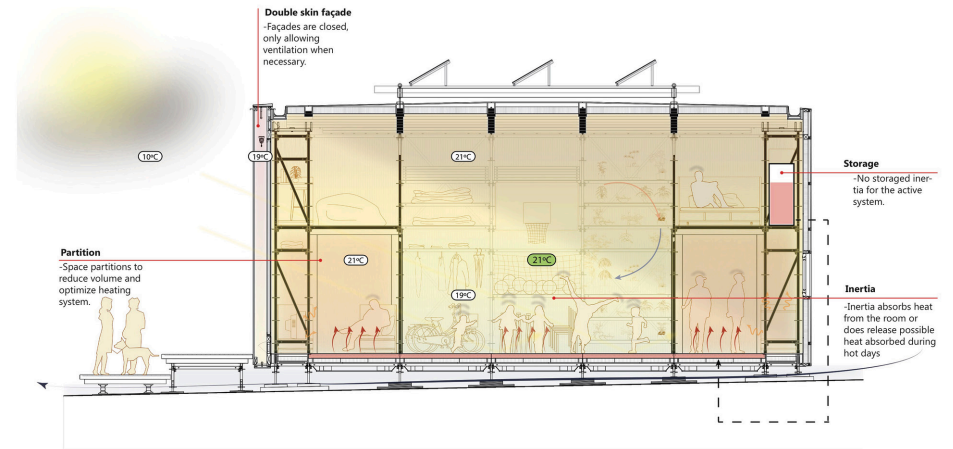 Double skin façade
-Façades are closed,
only allowing
ventilation when
necessary.
10ºC
19ºC
21ºC
Storage
-No storaged iner-
tia for the active
system.
Partition
-Space partitions to
reduce volume and
optimize heating
system.
21ºC
21ºC
19ºC
Inertia
-Inertia absorbs heat
from the room or
does release possible
heat absorbed during
hot days